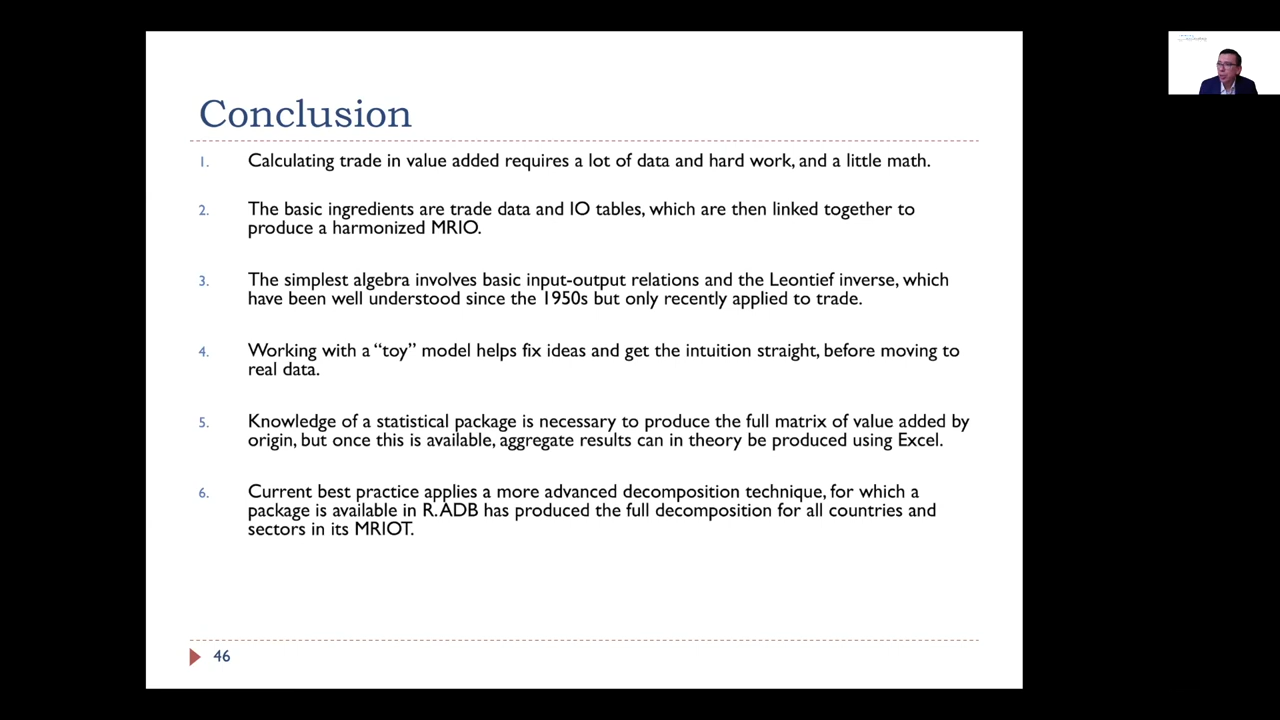 Conclusion
1. Calculating trade in value added requires a lot of data and hard work, and a little math.
2. The basic ingredients are trade data and IO tables, which are then linked together to
produce a harmonized MRIO.
3. The simplest algebra involves basic input-output relations and the Leontief inverse, which
have been well understood since the 1950s but only recently applied to trade.
4. Working with a “toy” model helps fix ideas and get the intuition straight, before moving to
real data.
5. Knowledge of a statistical package is necessary to produce the full matrix of value added by
origin, but once this is available, aggregate results can in theory be produced using Excel.
6. Current best practice applies a more advanced decomposition technique, for which a
package is available in R. ADB has produced the full decomposition for all countries and
sectors in its MRIOT.
46